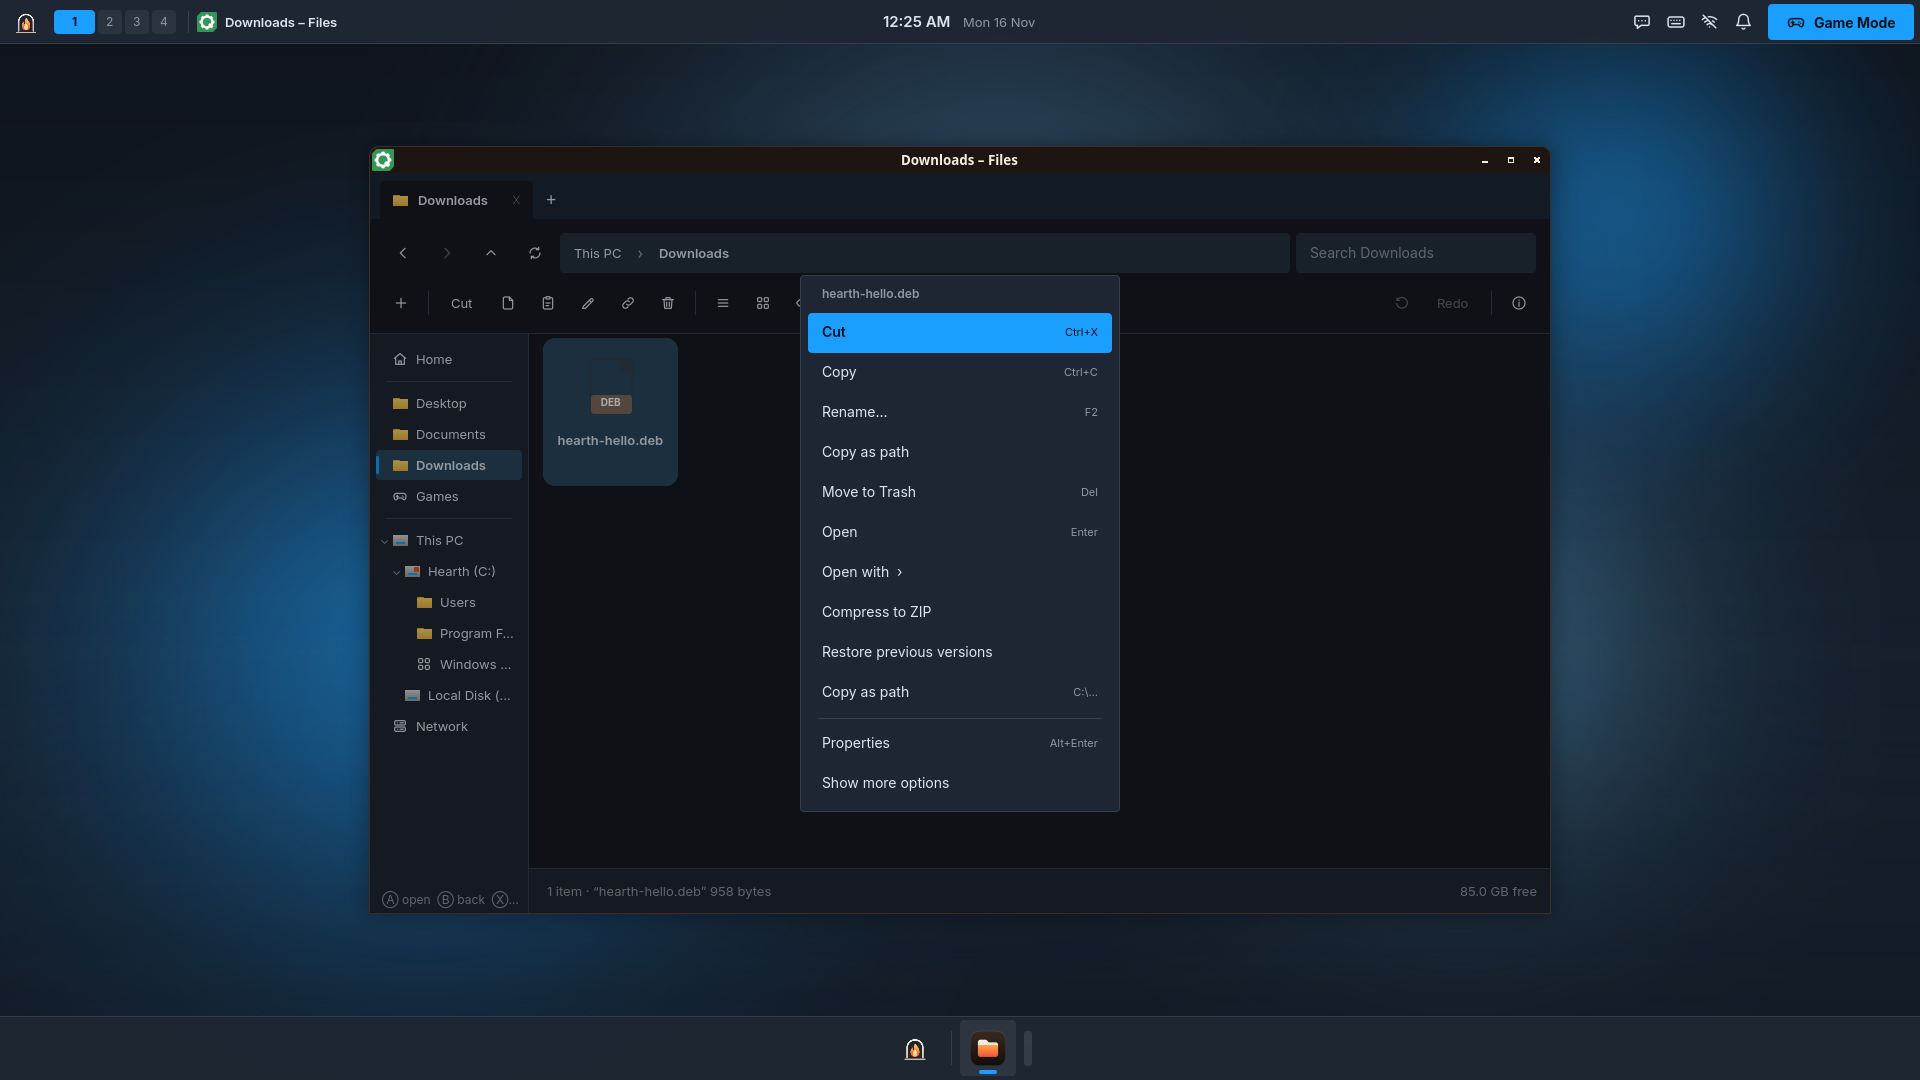 1 2 3 4 Downloads – Files 12:25 AM Mon 16 Nov Game Mode
Downloads – Files
Downloads X +
This PC › Downloads Search Downloads
Cut Redo
hearth-hello.deb
Cut Ctrl+X
Copy Ctrl+C
Rename... F2
Copy as path
Move to Trash Del
Open Enter
Open with ›
Compress to ZIP
Restore previous versions
Copy as path C:\...
Properties Alt+Enter
Show more options
Home
Desktop
Documents
Downloads
Games
This PC
Hearth (C:)
Users
Program F...
Windows ...
Local Disk (...
Network
A open B back X...
DEB
hearth-hello.deb
1 item · “hearth-hello.deb” 958 bytes 85.0 GB free